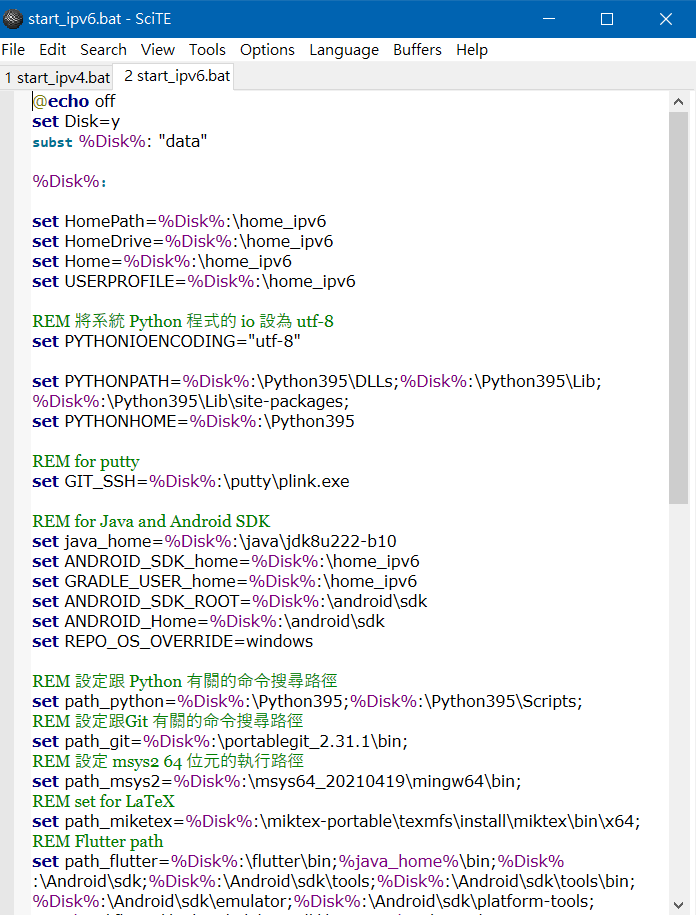 start_ipv6.bat - SciTE
File Edit Search View Tools Options Language Buffers Help
1 start_ipv4.bat 2 start_ipv6.bat
@echo off
set Disk=y
subst %Disk%: "data"
%Disk%:
set HomePath=%Disk%:\home_ipv6
set HomeDrive=%Disk%:\home_ipv6
set Home=%Disk%:\home_ipv6
set USERPROFILE=%Disk%:\home_ipv6
REM 將系統 Python 程式的 io 設為 utf-8
set PYTHONIOENCODING="utf-8"
set PYTHONPATH=%Disk%:\Python395\DLLs;%Disk%:\Python395\Lib;
%Disk%:\Python395\Lib\site-packages;
set PYTHONHOME=%Disk%:\Python395
REM for putty
set GIT_SSH=%Disk%:\putty\plink.exe
REM for Java and Android SDK
set java_home=%Disk%:\java\jdk8u222-b10
set ANDROID_SDK_home=%Disk%:\home_ipv6
set GRADLE_USER_home=%Disk%:\home_ipv6
set ANDROID_SDK_ROOT=%Disk%:\android\sdk
set ANDROID_Home=%Disk%:\android\sdk
set REPO_OS_OVERRIDE=windows
REM 設定跟 Python 有關的命令搜尋路徑
set path_python=%Disk%:\Python395;%Disk%:\Python395\Scripts;
REM 設定跟Git 有關的命令搜尋路徑
set path_git=%Disk%:\portablegit_2.31.1\bin;
REM 設定 msys2 64 位元的執行路徑
set path_msys2=%Disk%:\msys64_20210419\mingw64\bin;
REM set for LaTeX
set path_miketex=%Disk%:\miktex-portable\texmfs\install\miktex\bin\x64;
REM Flutter path
set path_flutter=%Disk%:\flutter\bin;%java_home%\bin;%Disk%
:\Android\sdk;%Disk%:\Android\sdk\tools;%Disk%:\Android\sdk\tools\bin;
%Disk%:\Android\sdk\emulator;%Disk%:\Android\sdk\platform-tools;